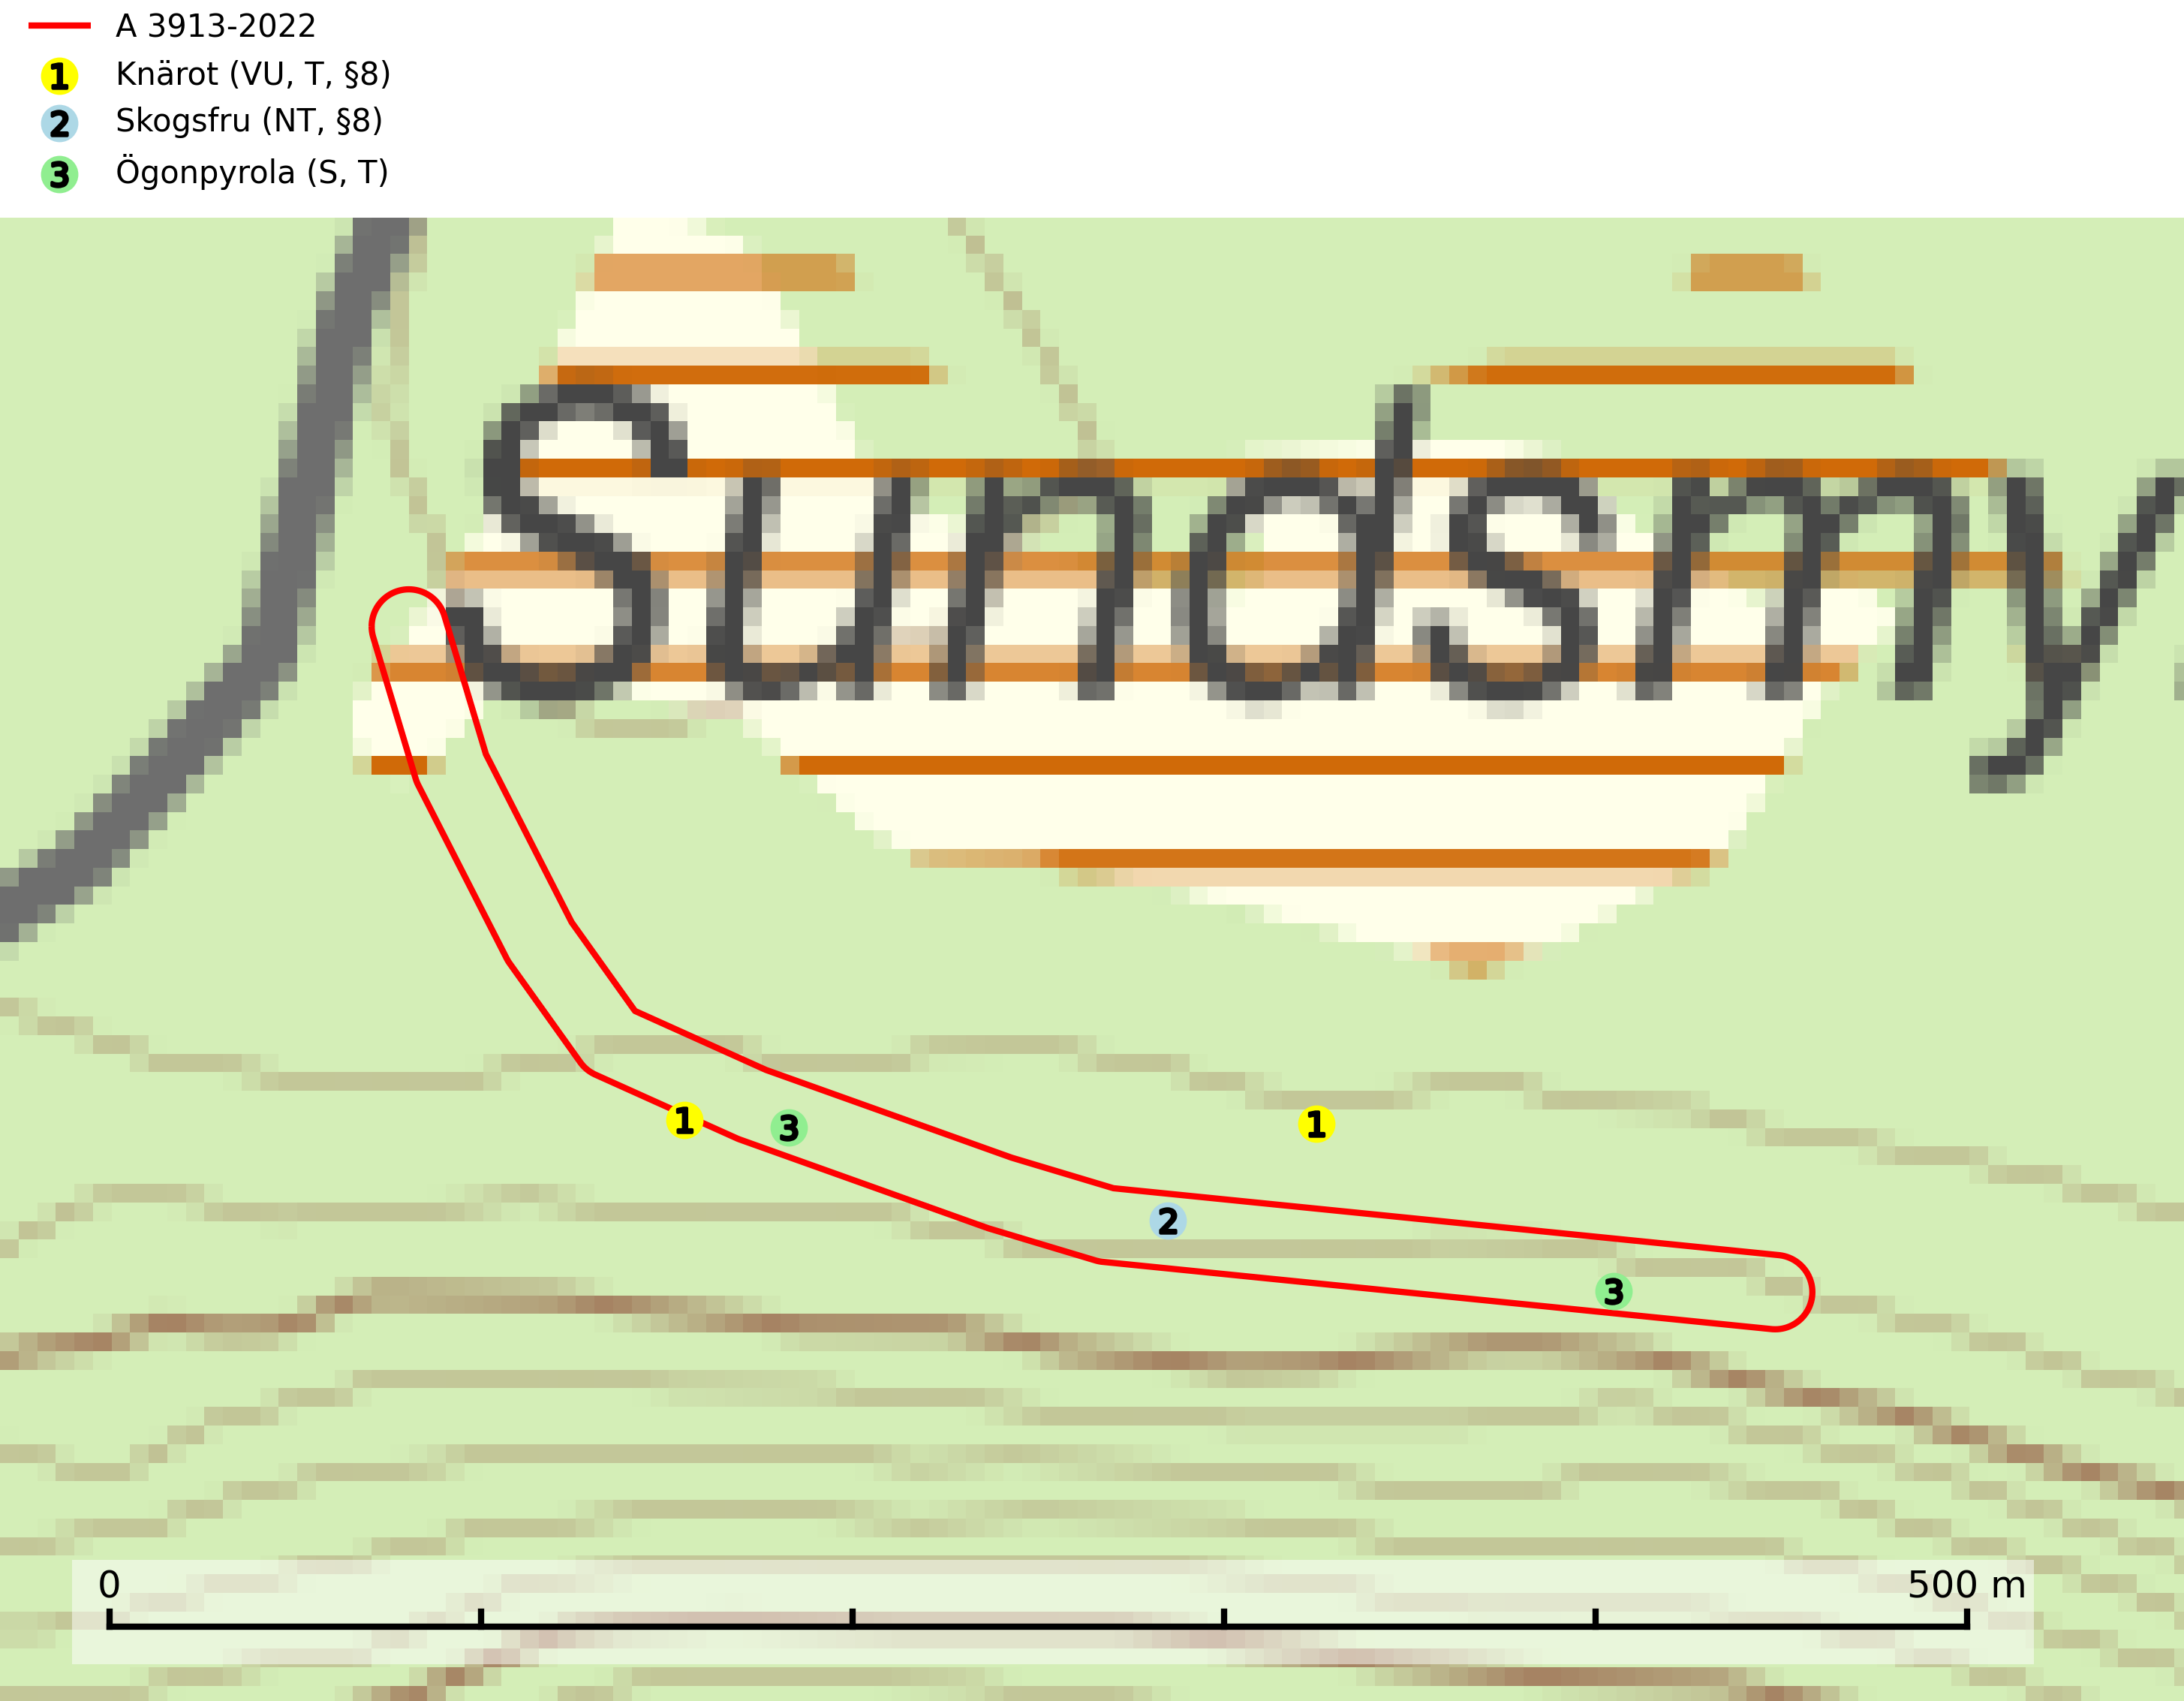 A 3913-2022
1 Knärot (VU, T, §8)
2 Skogsfru (NT, §8)
3 Ögonpyrola (S, T)
Sundsmy
1 3 1
2
3
0 500 m